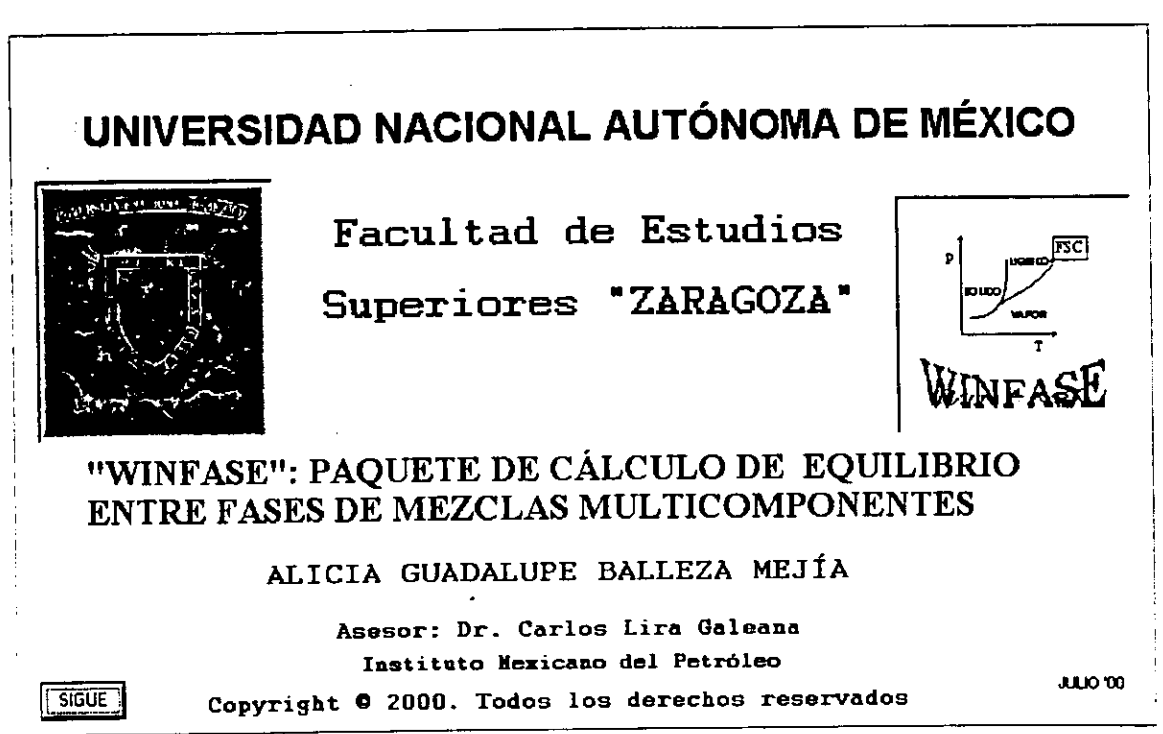 UNIVERSIDAD NACIONAL AUTÓNOMA DE MÉXICO
Facultad de Estudios
Superiores "ZARAGOZA"
P
FSC
VAPOR
T
WINFASE
"WINFASE": PAQUETE DE CÁLCULO DE EQUILIBRIO
ENTRE FASES DE MEZCLAS MULTICOMPONENTES
ALICIA GUADALUPE BALLEZA MEJÍA
Asesor: Dr. Carlos Lira Galeana
Instituto Mexicano del Petróleo
SIGUE
Copyright © 2000. Todos los derechos reservados
JULIO '00